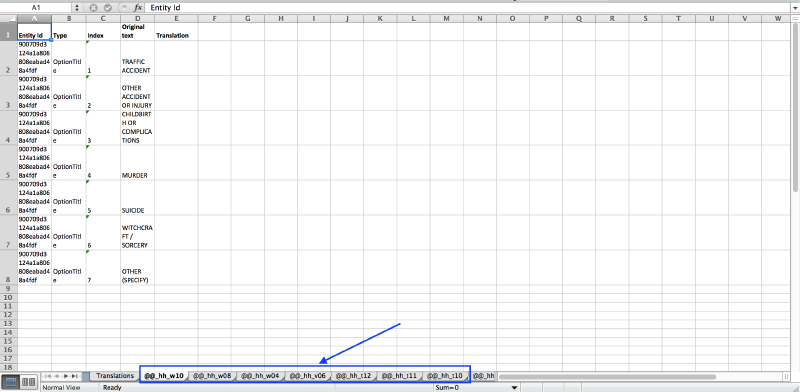 A1
fx
Entity Id
A B C D E F G H I J K L M N O P Q R S T U V W
1 Entity Id Type Index Original text Translation
2 900709d3124a1a806808eabad48a4fdf OptionTitle 1 TRAFFIC ACCIDENT
3 900709d3124a1a806808eabad48a4fdf OptionTitle 2 OTHER ACCIDENT OR INJURY
4 900709d3124a1a806808eabad48a4fdf OptionTitle 3 CHILDBIRTH OR COMPLICATIONS
5 900709d3124a1a806808eabad48a4fdf OptionTitle 4 MURDER
6 900709d3124a1a806808eabad48a4fdf OptionTitle 5 SUICIDE
7 900709d3124a1a806808eabad48a4fdf OptionTitle 6 WITCHCRAFT / SORCERY
8 900709d3124a1a806808eabad48a4fdf OptionTitle 7 OTHER (SPECIFY)
9
10
11
12
13
14
15
16
17
18
Translations @@_hh_w10 @@_hh_w08 @@_hh_w04 @@_hh_v06 @@_hh_t12 @@_hh_t11 @@_hh_t10 @@_hh
Normal View Ready Sum=0